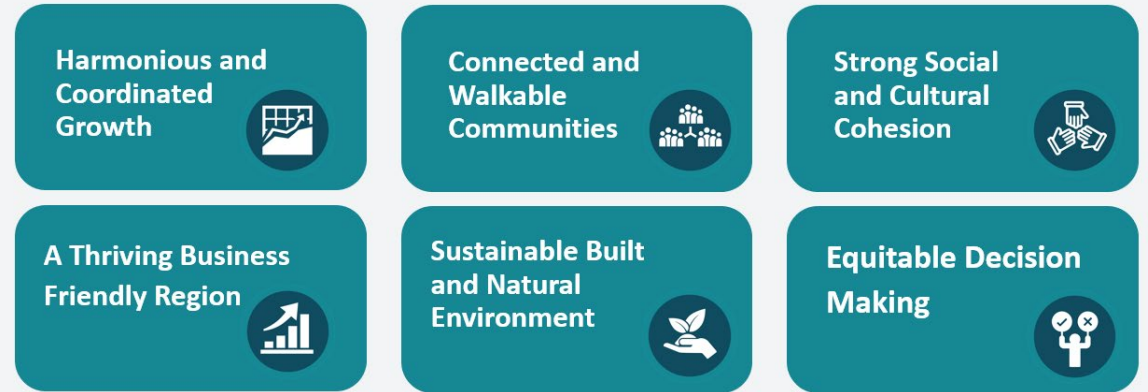 Harmonious and
Coordinated
Growth
Connected and
Walkable
Communities
Strong Social
and Cultural
Cohesion
A Thriving Business
Friendly Region
Sustainable Built
and Natural
Environment
Equitable Decision
Making